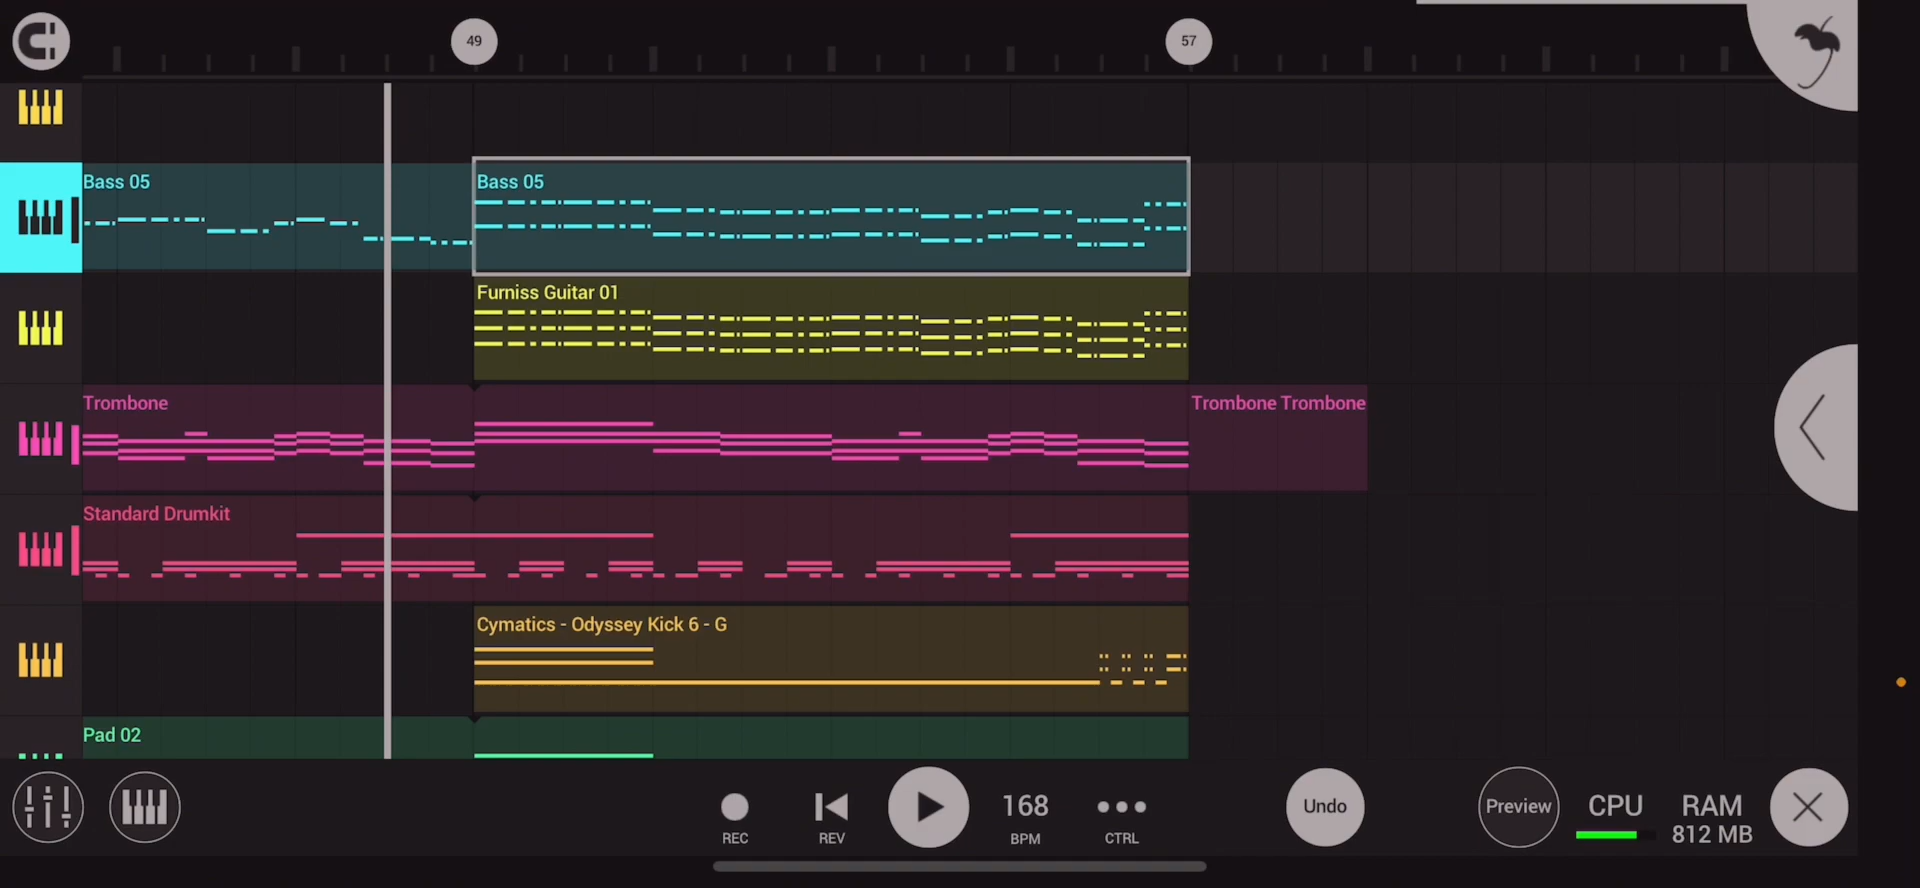 49
57
Bass 05
Bass 05
Furniss Guitar 01
Trombone
Trombone Trombone
Standard Drumkit
Cymatics - Odyssey Kick 6 - G
Pad 02
REC
REV
168
BPM
CTRL
Undo
Preview
CPU
RAM
812 MB